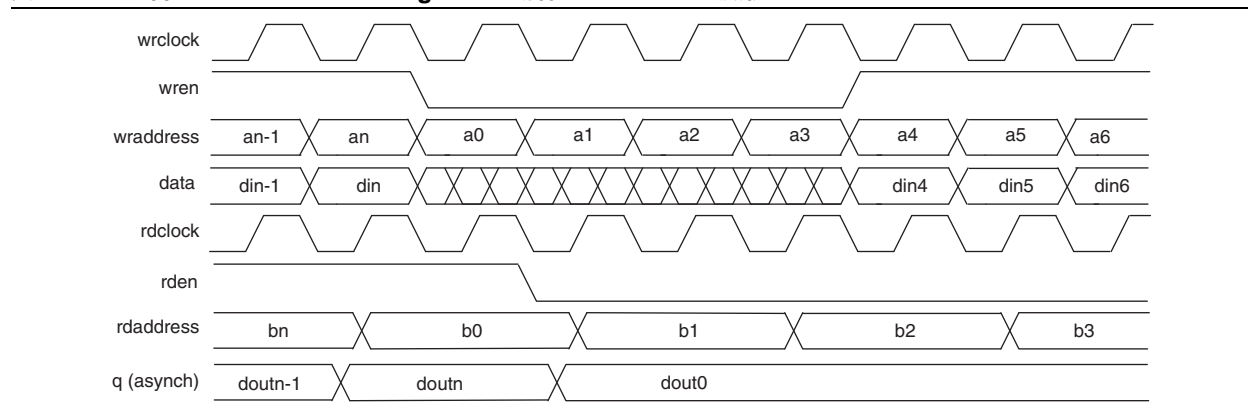 wrclock
wren
wraddress an-1 an a0 a1 a2 a3 a4 a5 a6
data din-1 din din4 din5 din6
rdclock
rden
rdaddress bn b0 b1 b2 b3
q (asynch) doutn-1 doutn dout0